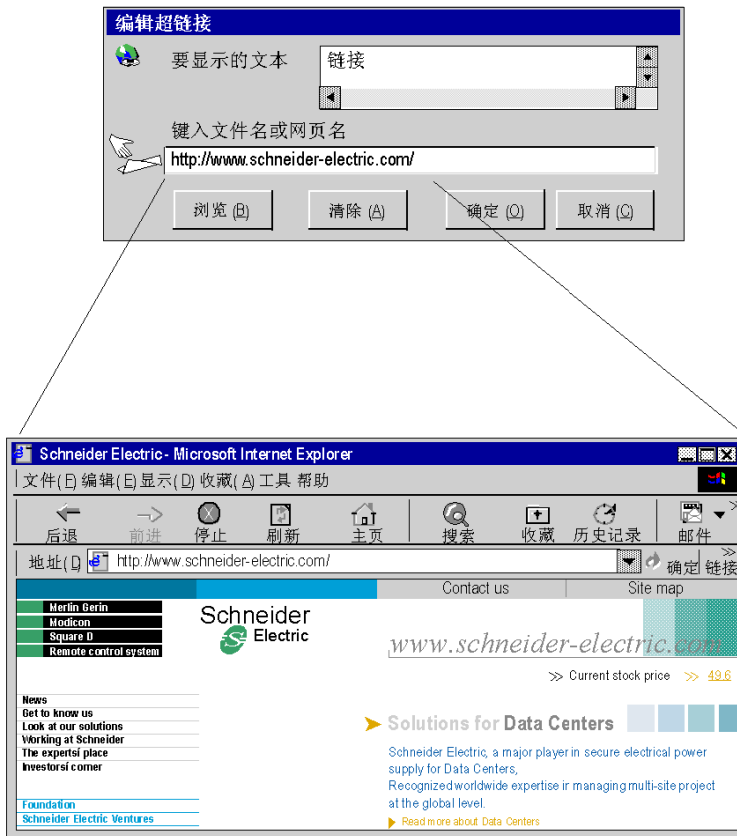 编辑超链接
要显示的文本
链接
键入文件名或网页名
http://www.schneider-electric.com/
浏览 (B)
清除 (A)
确定 (O)
取消 (C)
Schneider Electric - Microsoft Internet Explorer
文件(F) 编辑(E) 显示(D) 收藏(A) 工具 帮助
后退 前进 停止 刷新 主页 搜索 收藏 历史记录 邮件
地址(D http://www.schneider-electric.com/ 确定 链接
Contact us Site map
Merlin Gerin
Modicon
Square D
Remote control system
Schneider
Electric
www.schneider-electric.com
>> Current stock price >> 49.6
News
Get to know us
Look at our solutions
Working at Schneider
The expertsí place
Investorsí corner
Foundation
Schneider Electric Ventures
Solutions for Data Centers
Schneider Electric, a major player in secure electrical power
supply for Data Centers,
Recognized worldwide expertise ir managing multi-site project
at the global level.
Read more about Data Centers